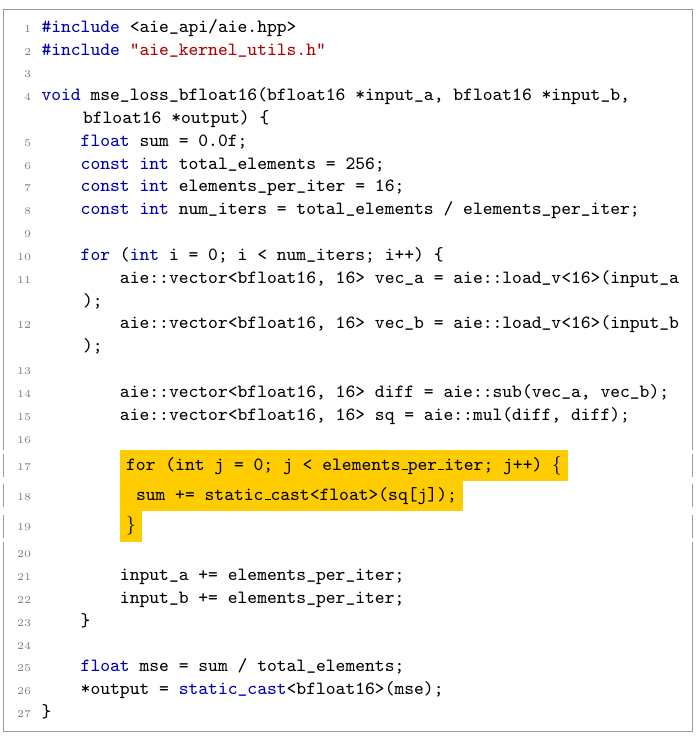 1 #include <aie_api/aie.hpp>
2 #include "aie_kernel_utils.h"
3
4 void mse_loss_bfloat16(bfloat16 *input_a, bfloat16 *input_b,
bfloat16 *output) {
5 float sum = 0.0f;
6 const int total_elements = 256;
7 const int elements_per_iter = 16;
8 const int num_iters = total_elements / elements_per_iter;
9
10 for (int i = 0; i < num_iters; i++) {
11 aie::vector<bfloat16, 16> vec_a = aie::load_v<16>(input_a
);
12 aie::vector<bfloat16, 16> vec_b = aie::load_v<16>(input_b
);
13
14 aie::vector<bfloat16, 16> diff = aie::sub(vec_a, vec_b);
15 aie::vector<bfloat16, 16> sq = aie::mul(diff, diff);
16
17 for (int j = 0; j < elements_per_iter; j++) {
18 sum += static_cast<float>(sq[j]);
19 }
20
21 input_a += elements_per_iter;
22 input_b += elements_per_iter;
23 }
24
25 float mse = sum / total_elements;
26 *output = static_cast<bfloat16>(mse);
27 }